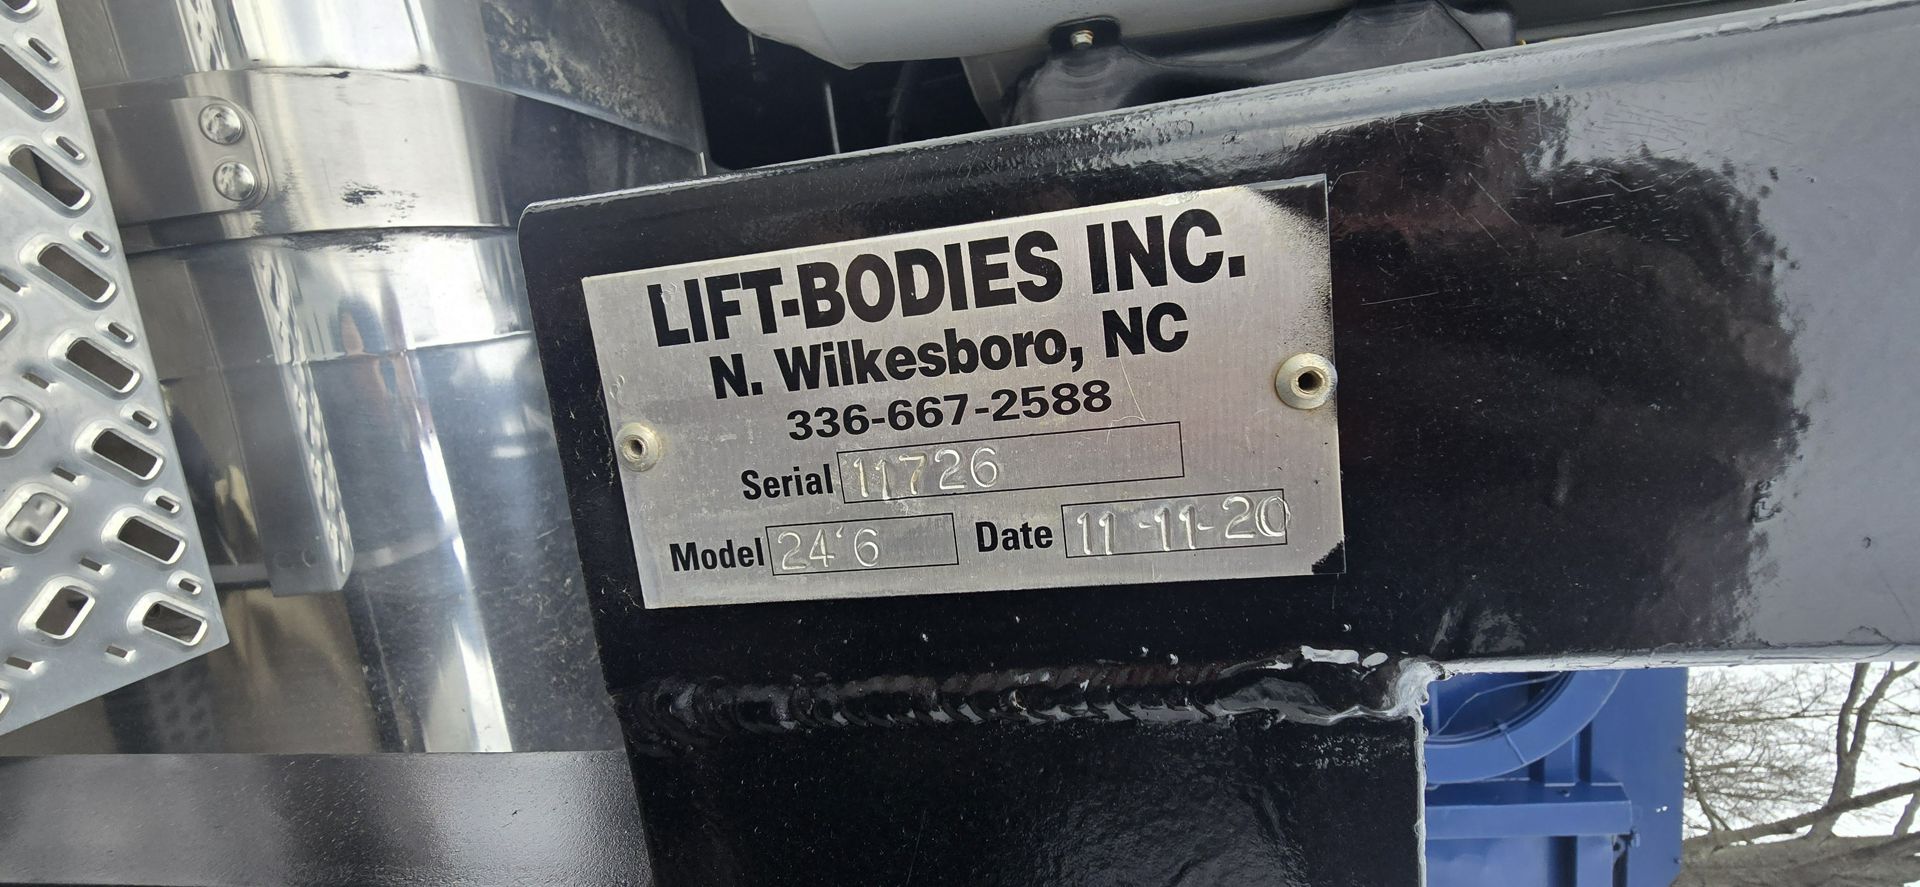 LIFT-BODIES INC.
N. Wilkesboro, NC
336-667-2588
Serial 11726
Model 24'6 Date 11-11-20